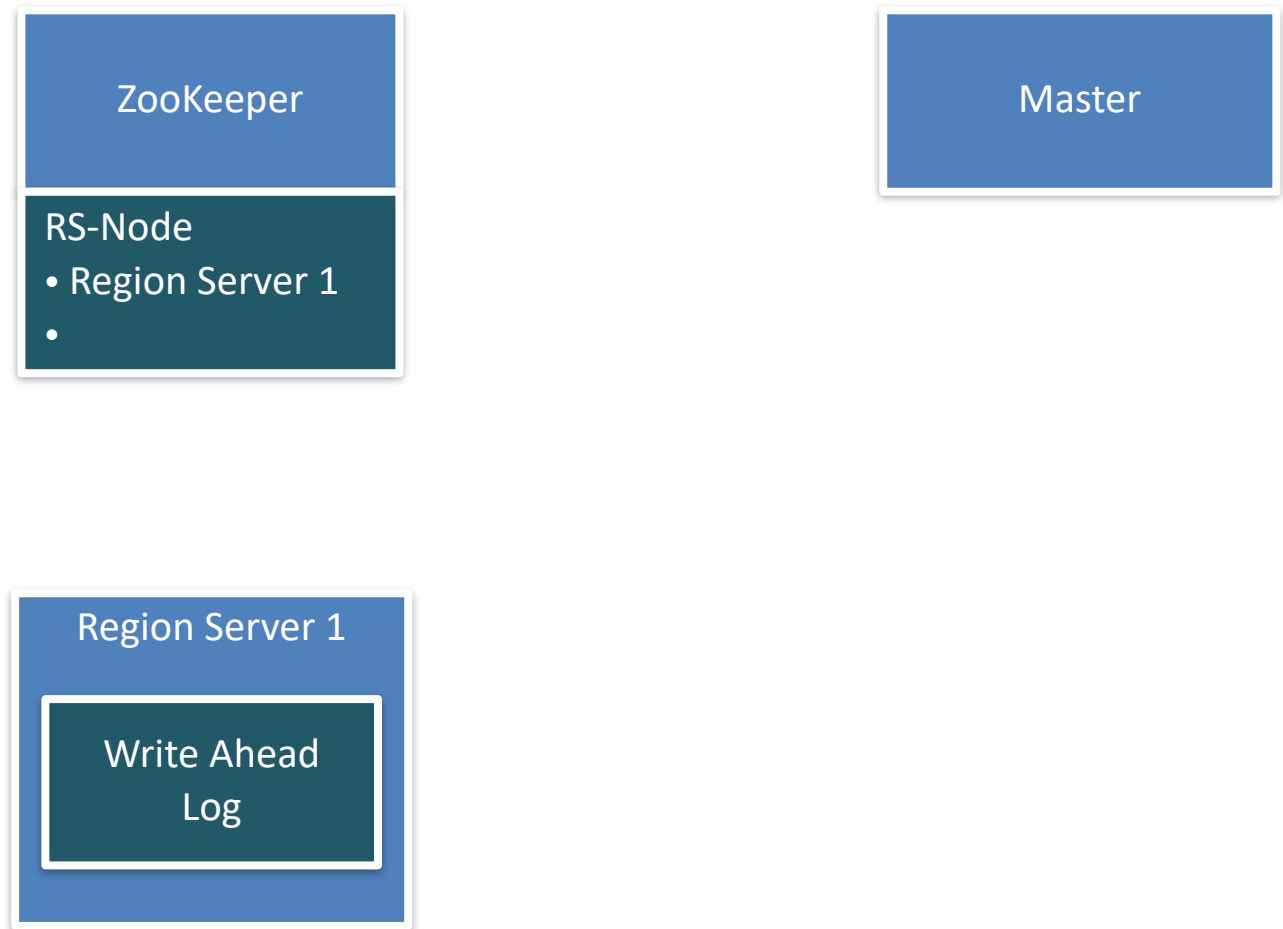 ZooKeeper
Master
RS-Node
• Region Server 1
•
Region Server 1
Write Ahead
Log